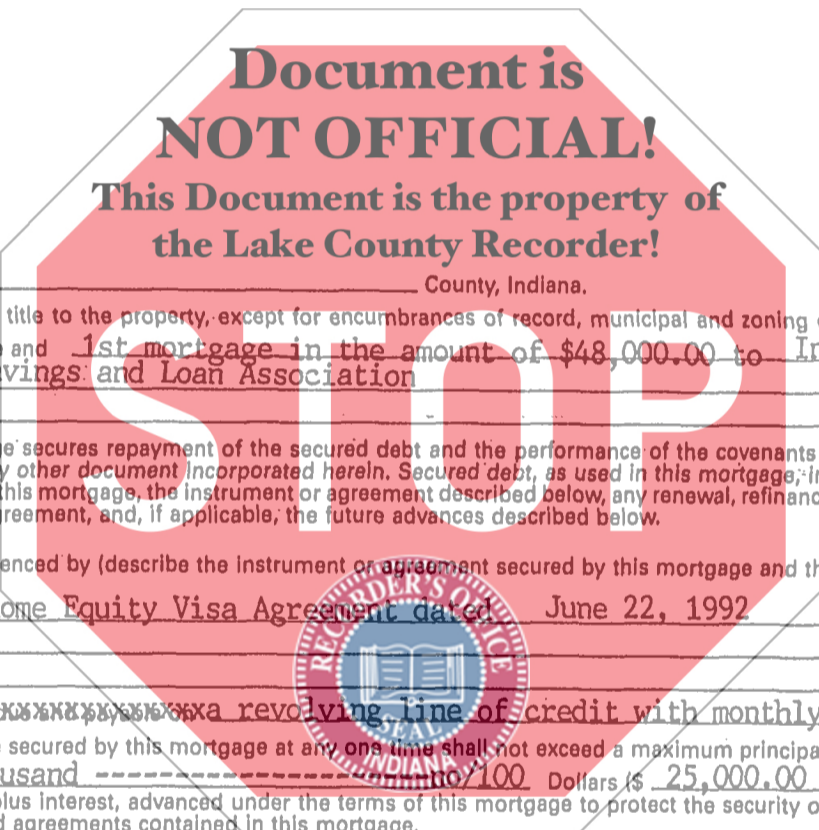 Document is
NOT OFFICIAL!
This Document is the property of
the Lake County Recorder!
County, Indiana.
title to the property, except for encumbrances of record, municipal and zoning
and 1st mortgage in the amount of $48,000.00 to In
vings and Loan Association
STOP
e secures repayment of the secured debt and the performance of the covenants
y other document incorporated herein. Secured debt, as used in this mortgage, in
this mortgage, the instrument or agreement described below, any renewal, refinanc
reement, and, if applicable, the future advances described below.
enced by (describe the instrument or agreement secured by this mortgage and th
ome Equity Visa Agreement dated June 22, 1992
RECORDER'S OFFICE
a revolving line of credit with monthly
SEAL
INDIANA
secured by this mortgage at any one time shall not exceed a maximum principa
usand --------------------------no/100 Dollars ($ 25,000.00
lus interest, advanced under the terms of this mortgage to protect the security o
d agreements contained in this mortgage.